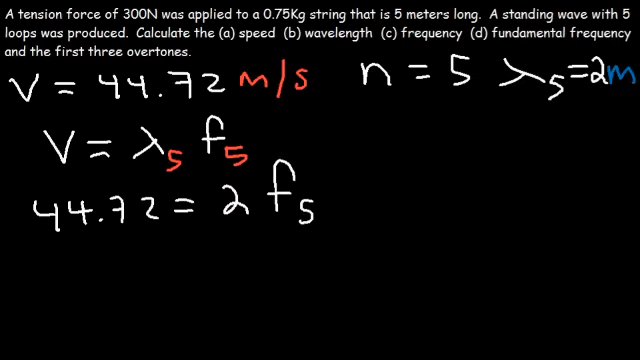 A tension force of 300N was applied to a 0.75Kg string that is 5 meters long. A standing wave with 5
loops was produced. Calculate the (a) speed (b) wavelength (c) frequency (d) fundamental frequency
and the first three overtones.
V = 44.72 m/s n = 5 λ₅ = 2m
V = λ₅ f₅
44.72 = 2 f₅